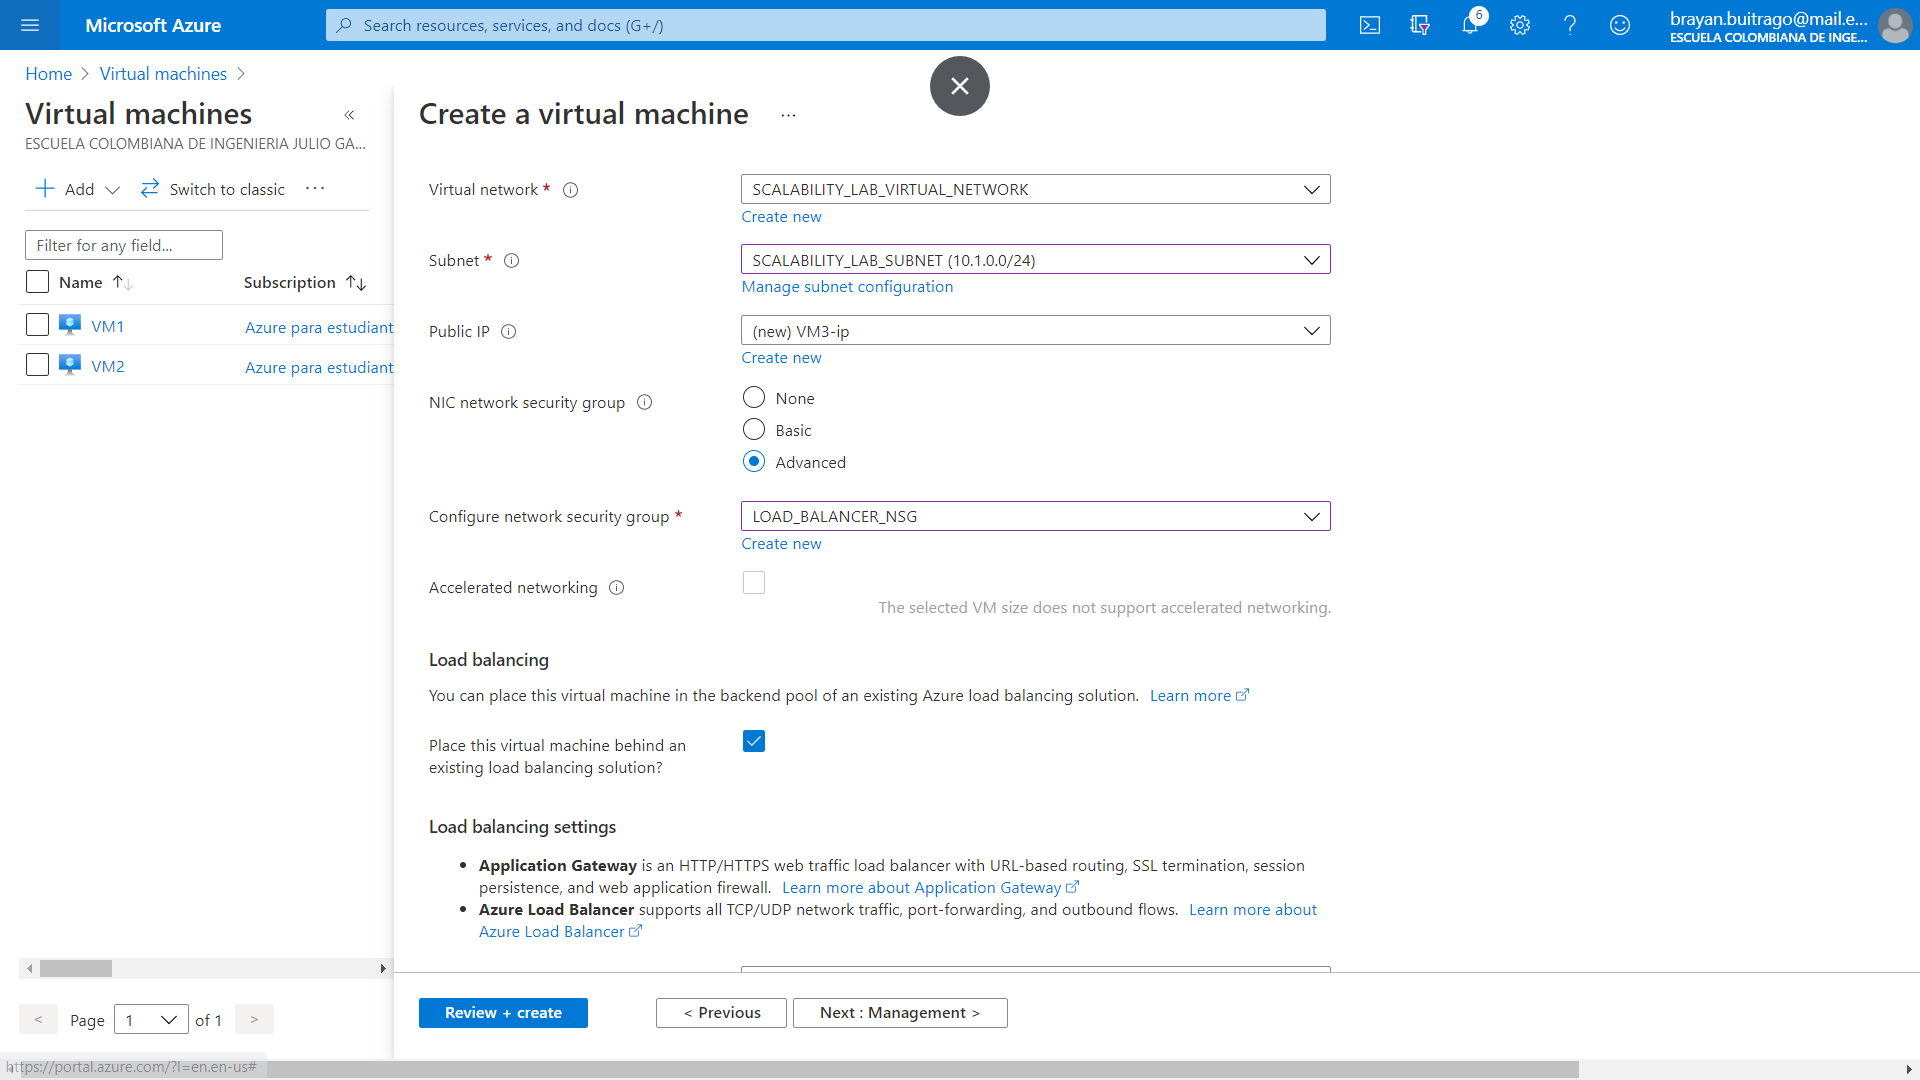 Microsoft Azure
Search resources, services, and docs (G+/)
6
brayan.buitrago@mail.e...
ESCUELA COLOMBIANA DE INGE...
Home > Virtual machines >
Virtual machines «
ESCUELA COLOMBIANA DE INGENIERIA JULIO GA...
Add
Switch to classic ...
Filter for any field...
Name Subscription
VM1 Azure para estudiant
VM2 Azure para estudiant
< Page 1 of 1 >
https://portal.azure.com/?l=en.en-us#
Create a virtual machine ...
Virtual network *
SCALABILITY_LAB_VIRTUAL_NETWORK
Create new
Subnet *
SCALABILITY_LAB_SUBNET (10.1.0.0/24)
Manage subnet configuration
Public IP
(new) VM3-ip
Create new
NIC network security group
None
Basic
Advanced
Configure network security group *
LOAD_BALANCER_NSG
Create new
Accelerated networking
The selected VM size does not support accelerated networking.
Load balancing
You can place this virtual machine in the backend pool of an existing Azure load balancing solution. Learn more
Place this virtual machine behind an
existing load balancing solution?
Load balancing settings
• Application Gateway is an HTTP/HTTPS web traffic load balancer with URL-based routing, SSL termination, session
persistence, and web application firewall. Learn more about Application Gateway
• Azure Load Balancer supports all TCP/UDP network traffic, port-forwarding, and outbound flows. Learn more about
Azure Load Balancer
Review + create
< Previous
Next : Management >